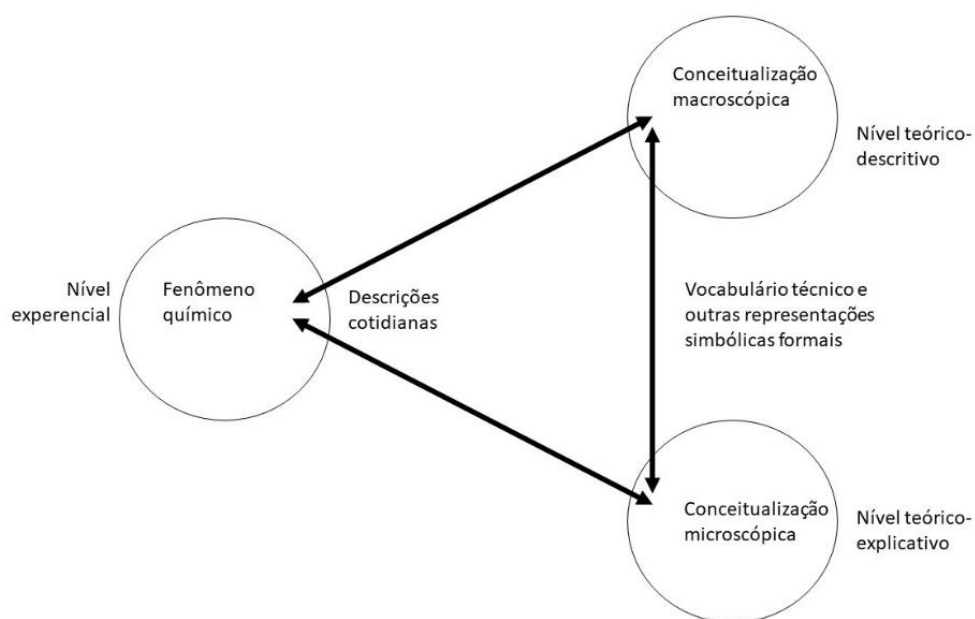 Conceitualização
macroscópica
Nível teórico-
descritivo
Nível
experencial
Fenômeno
químico
Descrições
cotidianas
Vocabulário técnico e
outras representações
simbólicas formais
Conceitualização
microscópica
Nível teórico-
explicativo